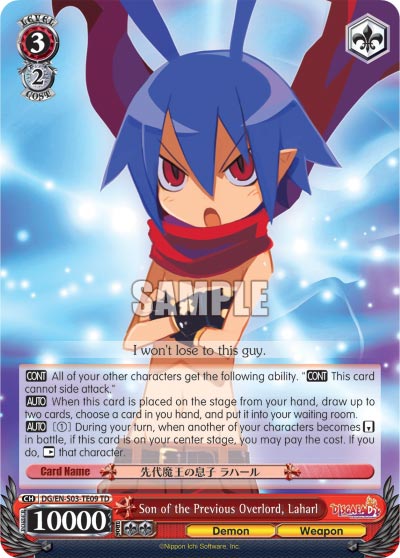 LEVEL
3
2
COST
SAMPLE
I won't lose to this guy.
CONT All of your other characters get the following ability. "CONT This card
cannot side attack."
AUTO When this card is placed on the stage from your hand, draw up to
two cards, choose a card in your hand, and put it into your waiting room.
AUTO [①] During your turn, when another of your characters becomes
in battle, if this card is on your center stage, you may pay the cost. If you
do, that character.
Card Name
先代魔王の息子 ラハール
CH DG/EN-S03-TE09 TD
Son of the Previous Overlord, Laharl
DISGAEA
10000
Demon
Weapon
©Nippon Ichi Software, Inc.